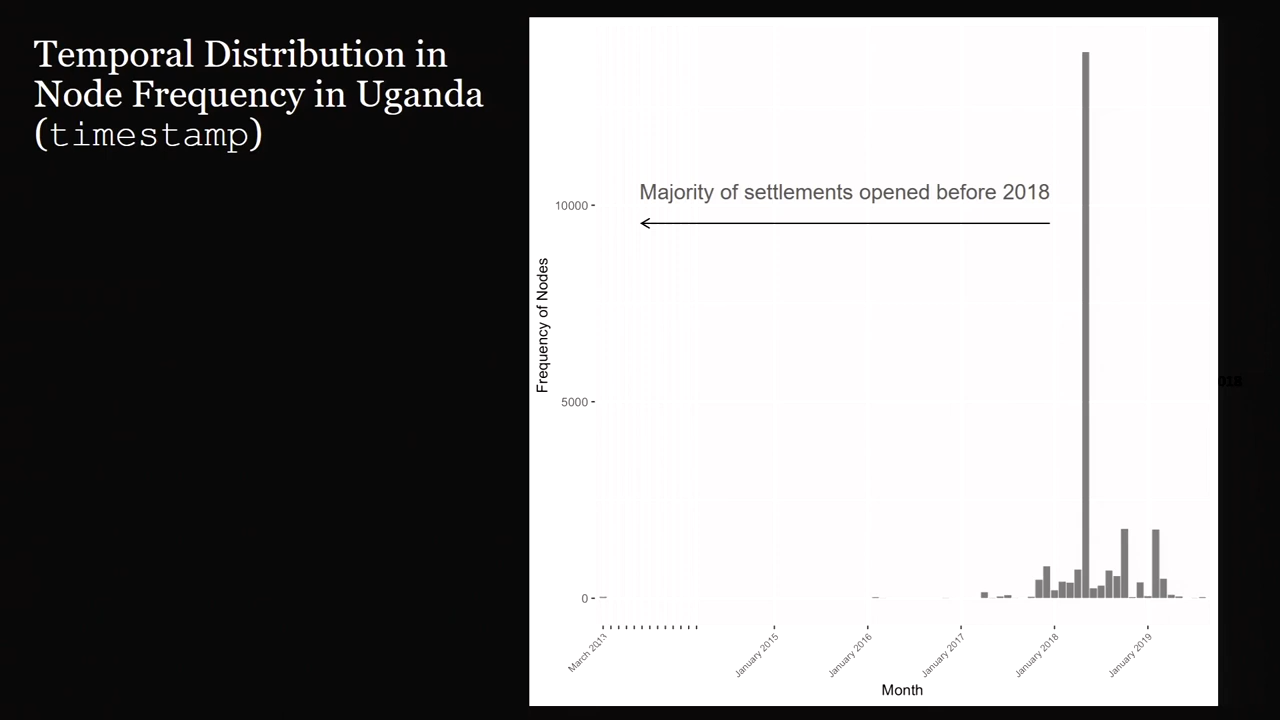 Temporal Distribution in
Node Frequency in Uganda
(timestamp)
Majority of settlements opened before 2018
10000
5000
0
Frequency of Nodes
March 2013
January 2015
January 2016
January 2017
January 2018
January 2019
Month
018